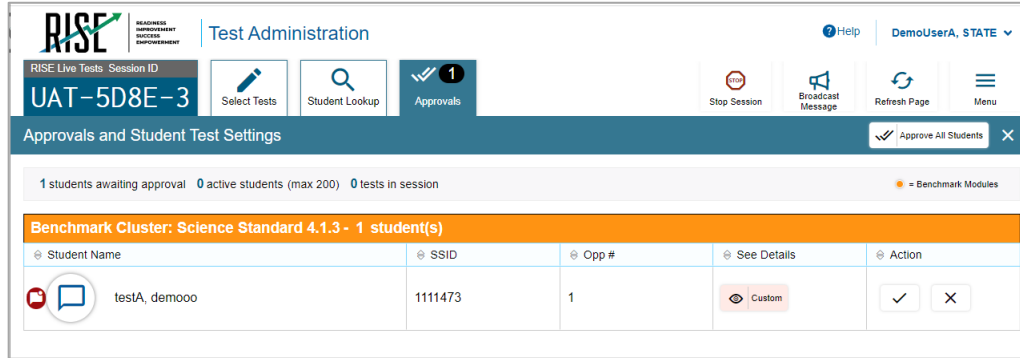 RISE
READINESS
IMPROVEMENT
SUCCESS
EMPOWERMENT
Test Administration
Help
DemoUserA, STATE
RISE Live Tests Session ID
UAT-5D8E-3
Select Tests
Student Lookup
1
Approvals
STOP
Stop Session
Broadcast
Message
Refresh Page
Menu
Approvals and Student Test Settings
Approve All Students
1 students awaiting approval 0 active students (max 200) 0 tests in session
= Benchmark Modules
Benchmark Cluster: Science Standard 4.1.3 - 1 student(s)
Student Name
SSID
Opp #
See Details
Action
testA, demooo
1111473
1
Custom